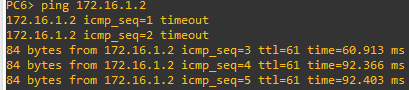 PC6> ping 172.16.1.2
172.16.1.2 icmp_seq=1 timeout
172.16.1.2 icmp_seq=2 timeout
84 bytes from 172.16.1.2 icmp_seq=3 ttl=61 time=60.913 ms
84 bytes from 172.16.1.2 icmp_seq=4 ttl=61 time=92.366 ms
84 bytes from 172.16.1.2 icmp_seq=5 ttl=61 time=92.403 ms